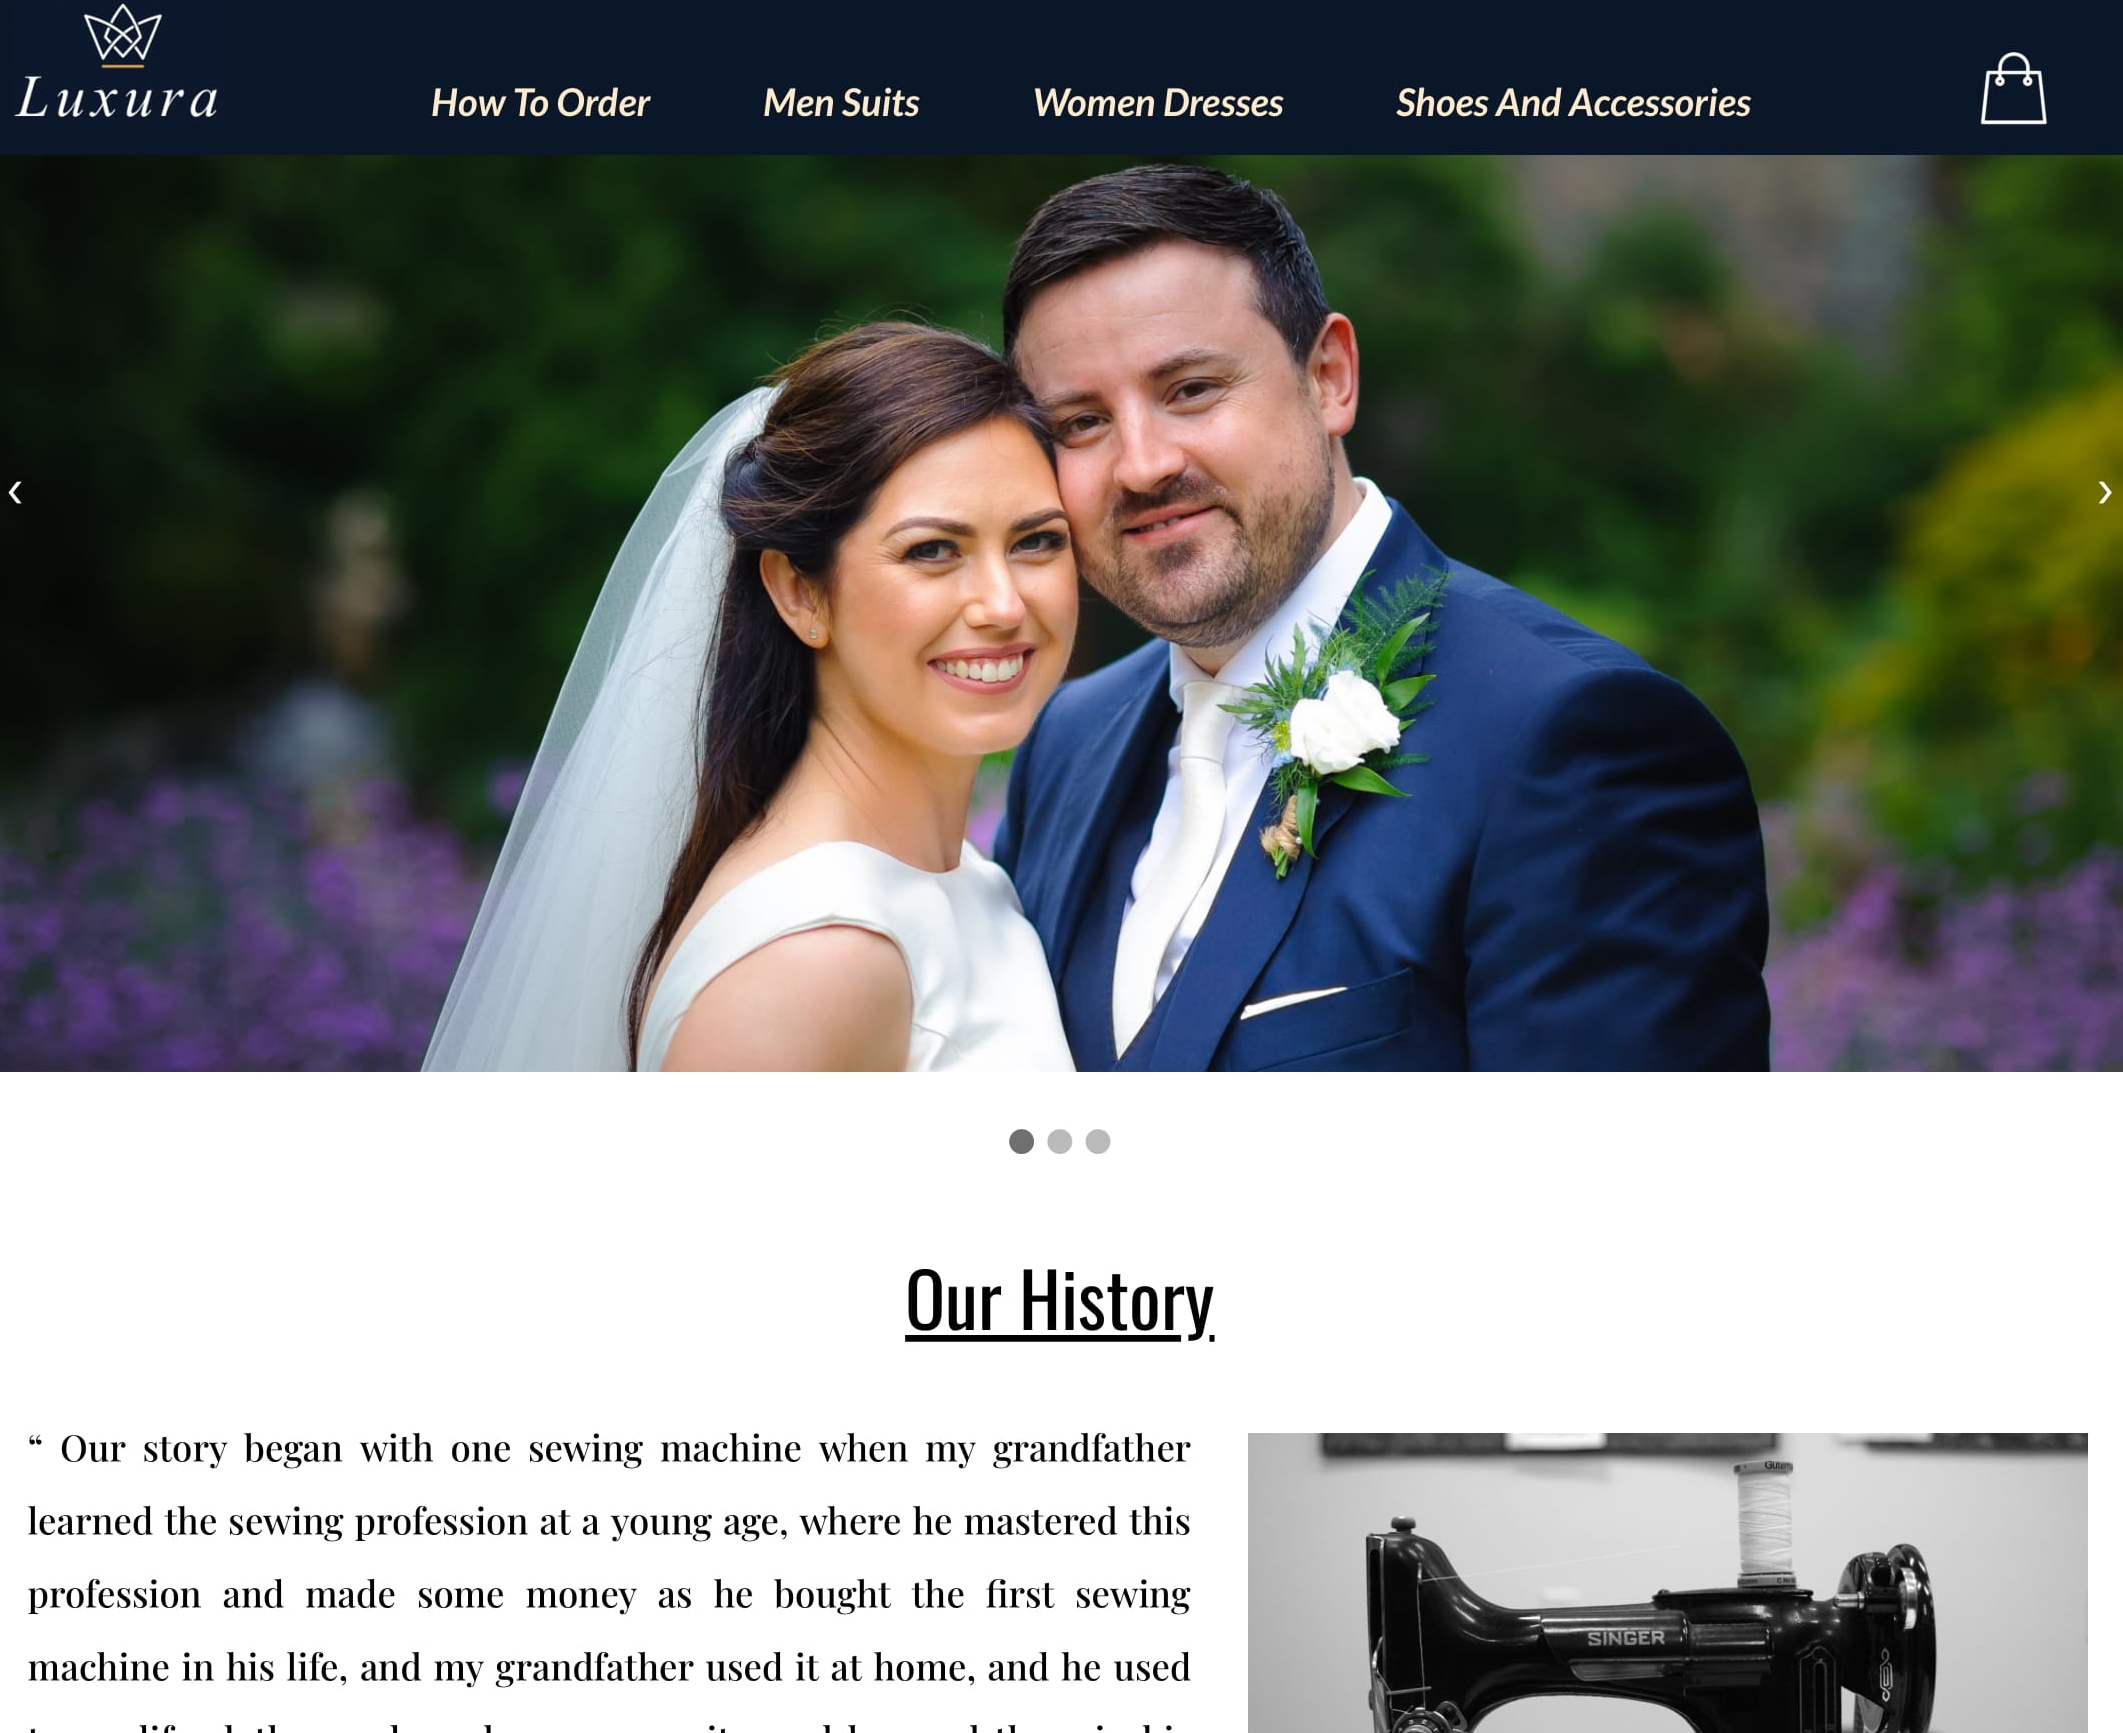 Luxura
How To Order
Men Suits
Women Dresses
Shoes And Accessories
Our History
“ Our story began with one sewing machine when my grandfather
learned the sewing profession at a young age, where he mastered this
profession and made some money as he bought the first sewing
machine in his life, and my grandfather used it at home, and he used
SINGER